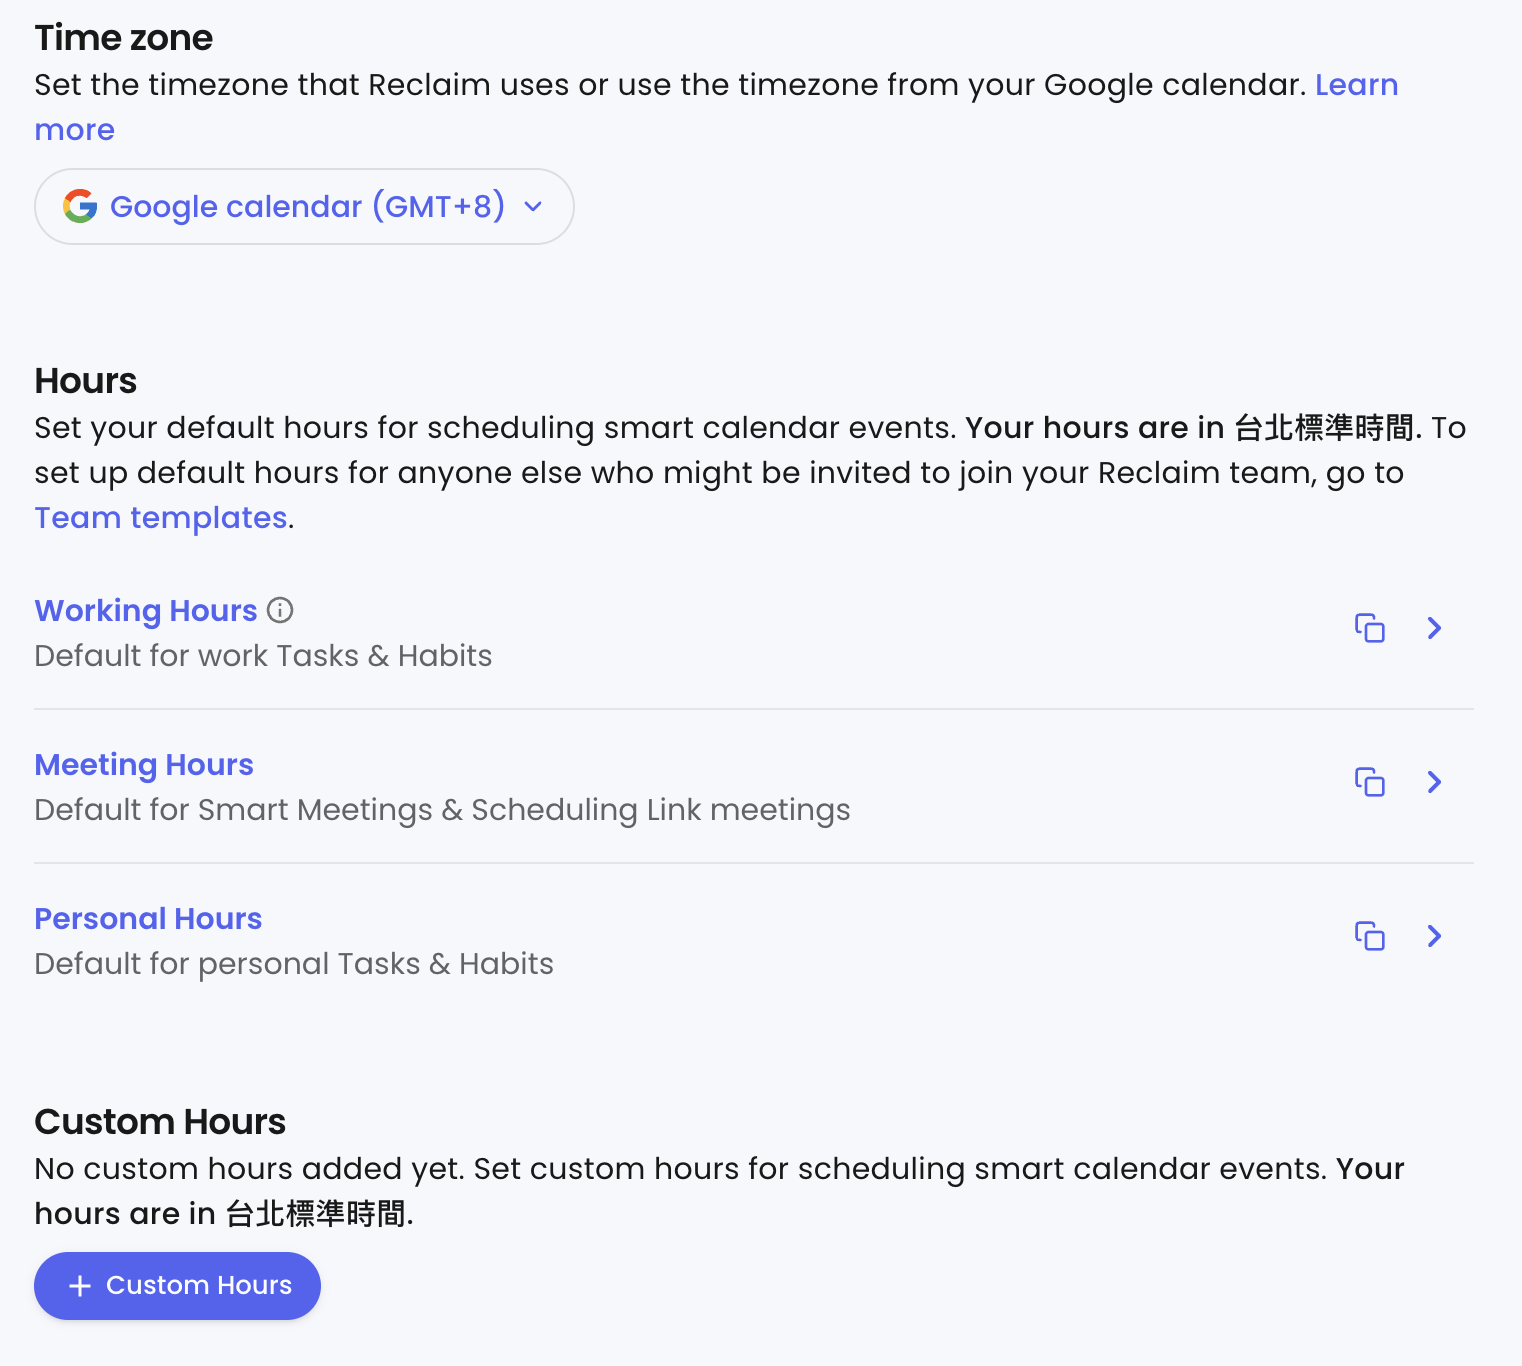 Time zone
Set the timezone that Reclaim uses or use the timezone from your Google calendar. Learn
more
Google calendar (GMT+8)
Hours
Set your default hours for scheduling smart calendar events. Your hours are in 台北標準時間. To
set up default hours for anyone else who might be invited to join your Reclaim team, go to
Team templates.
Working Hours
Default for work Tasks & Habits
Meeting Hours
Default for Smart Meetings & Scheduling Link meetings
Personal Hours
Default for personal Tasks & Habits
Custom Hours
No custom hours added yet. Set custom hours for scheduling smart calendar events. Your
hours are in 台北標準時間.
+ Custom Hours